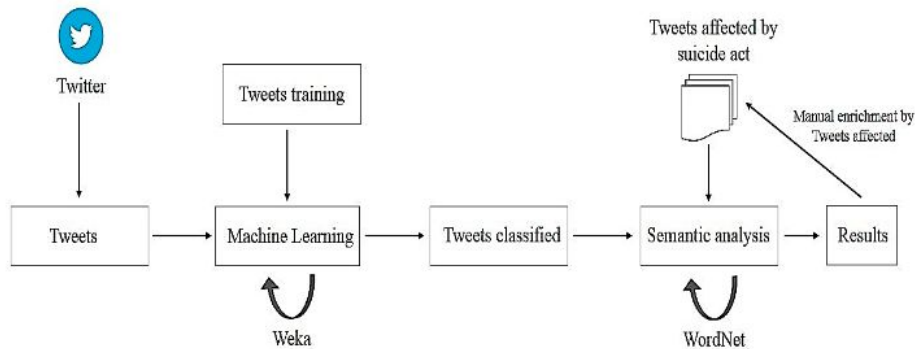 Twitter
Tweets training
Tweets affected by
suicide act
Manual enrichment by
Tweets affected
Tweets
Machine Learning
Tweets classified
Semantic analysis
Results
Weka
WordNet